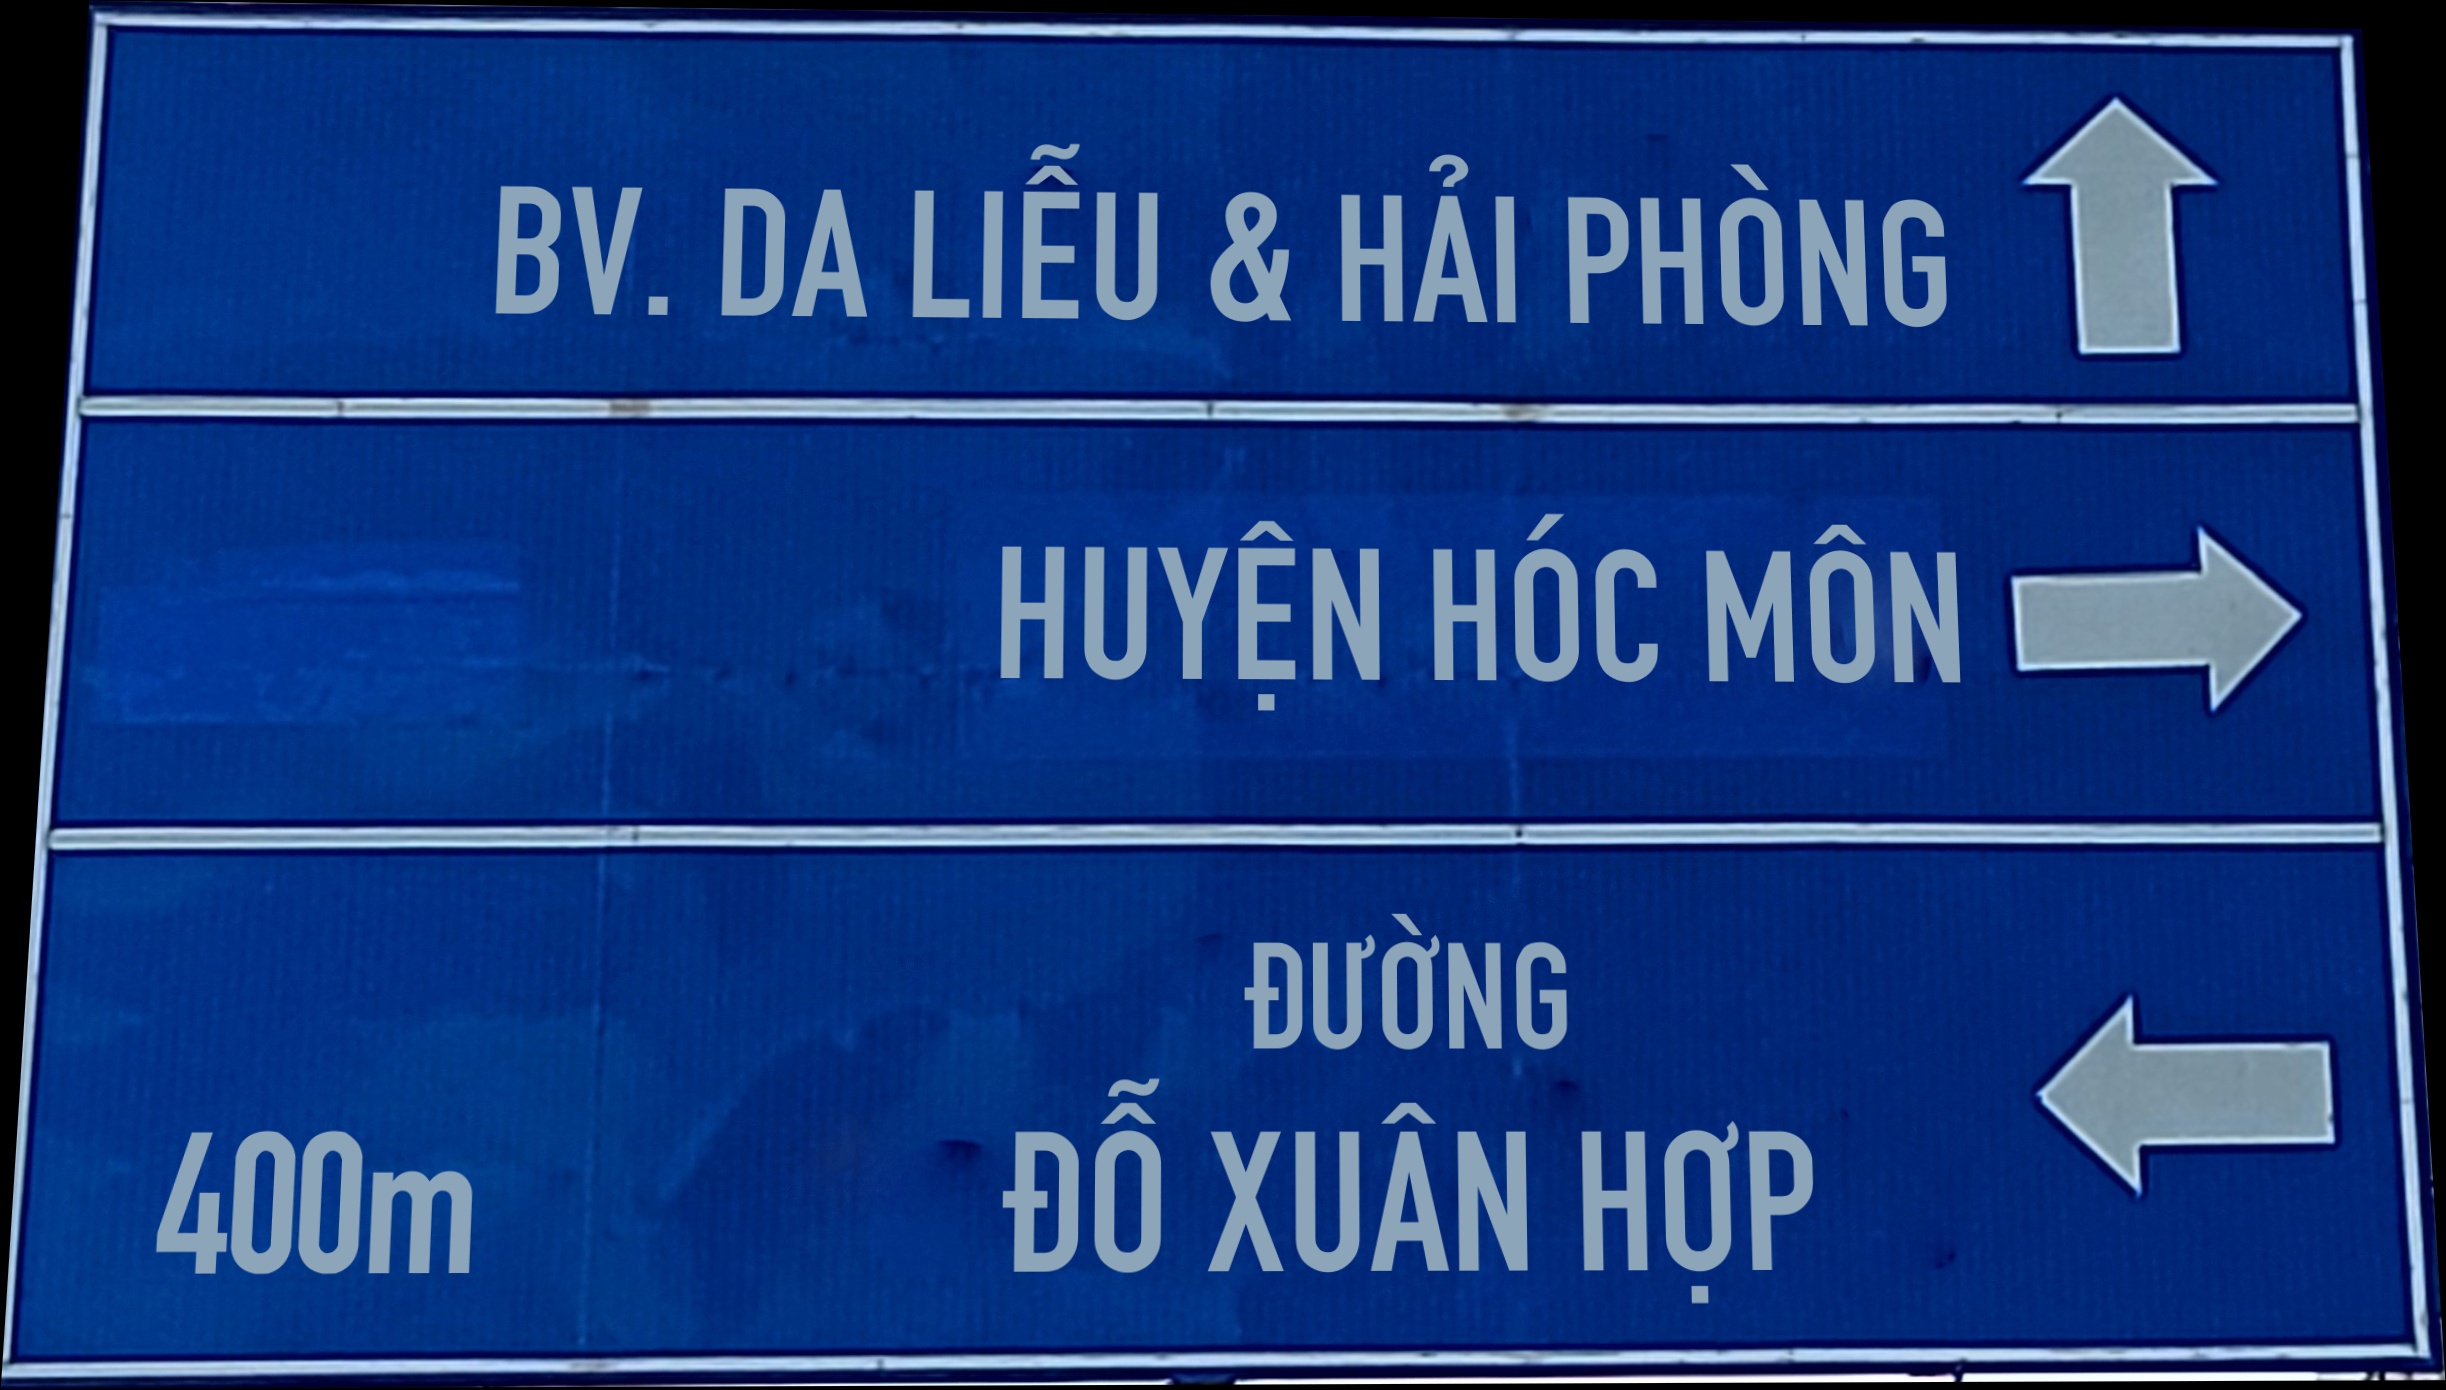 BV. DA LIỄU & HẢI PHÒNG
HUYỆN HÓC MÔN
ĐƯỜNG
ĐỖ XUÂN HỢP
400m